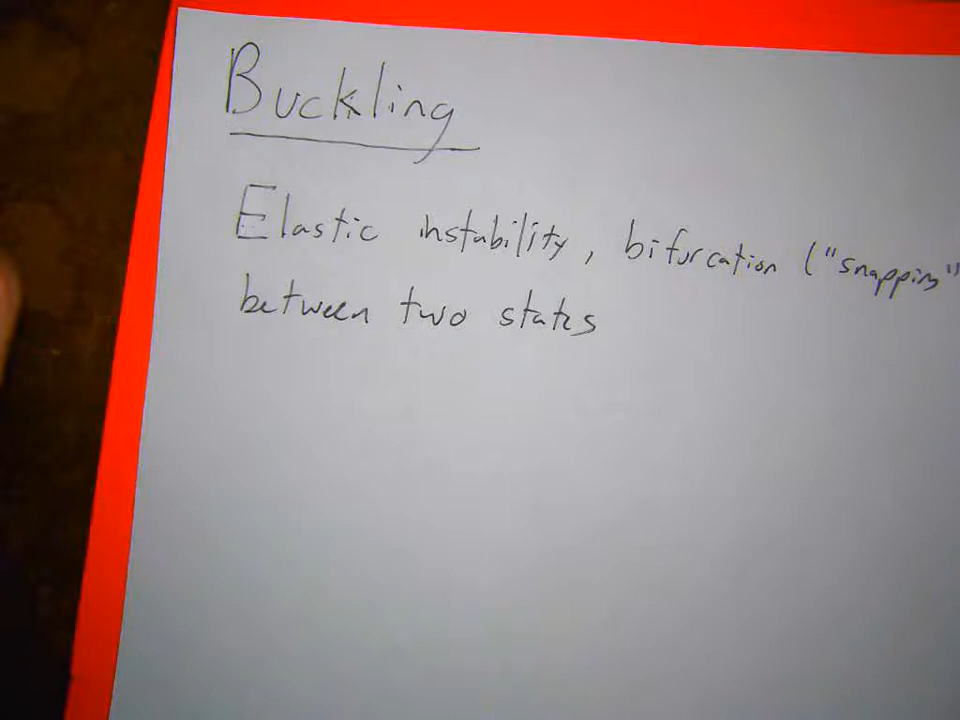 Buckling
Elastic instability, bifurcation ("snapping"
between two states